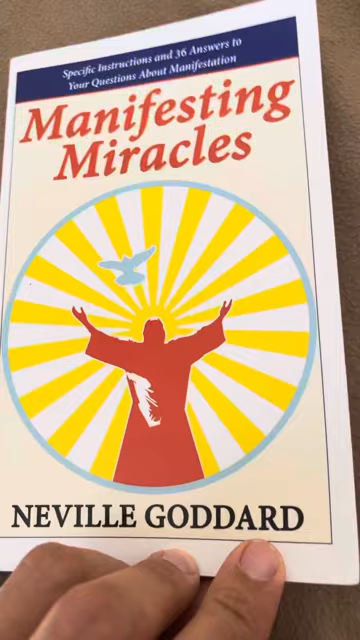 Specific Instructions and 36 Answers to
Your Questions About Manifestation
Manifesting
Miracles
NEVILLE GODDARD